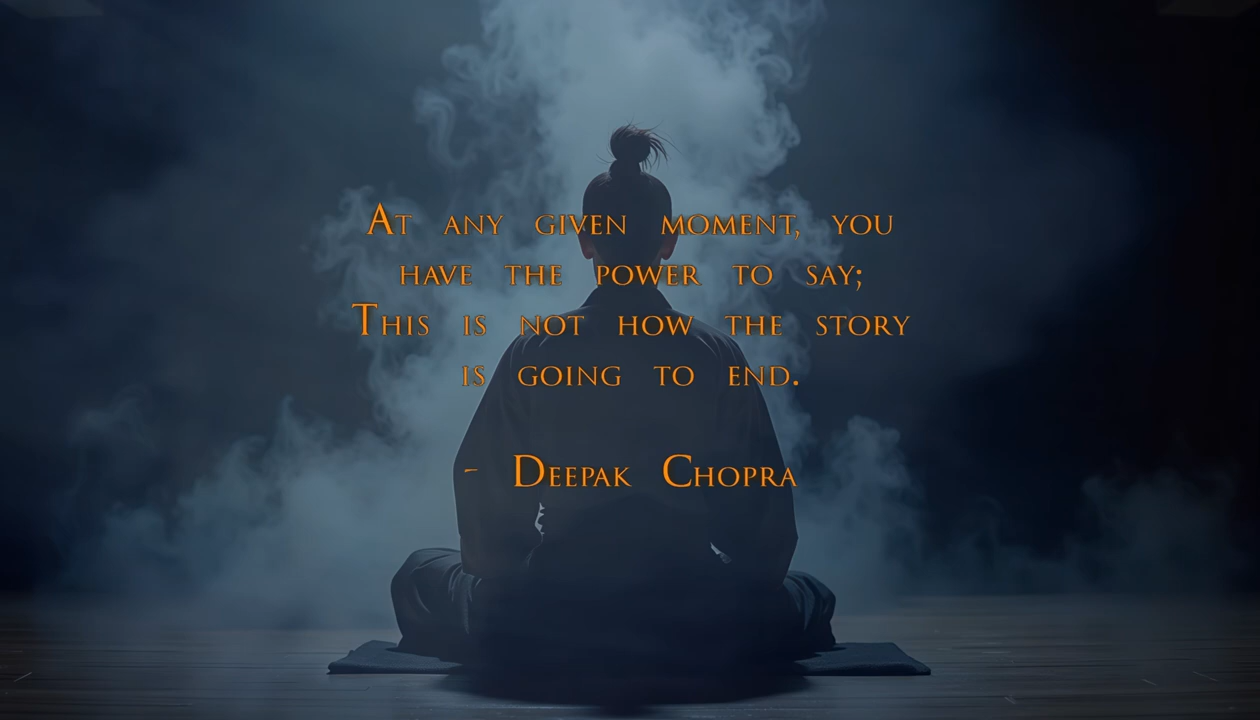 At any given moment, you
have the power to say;
This is not how the story
is going to end.
- Deepak Chopra